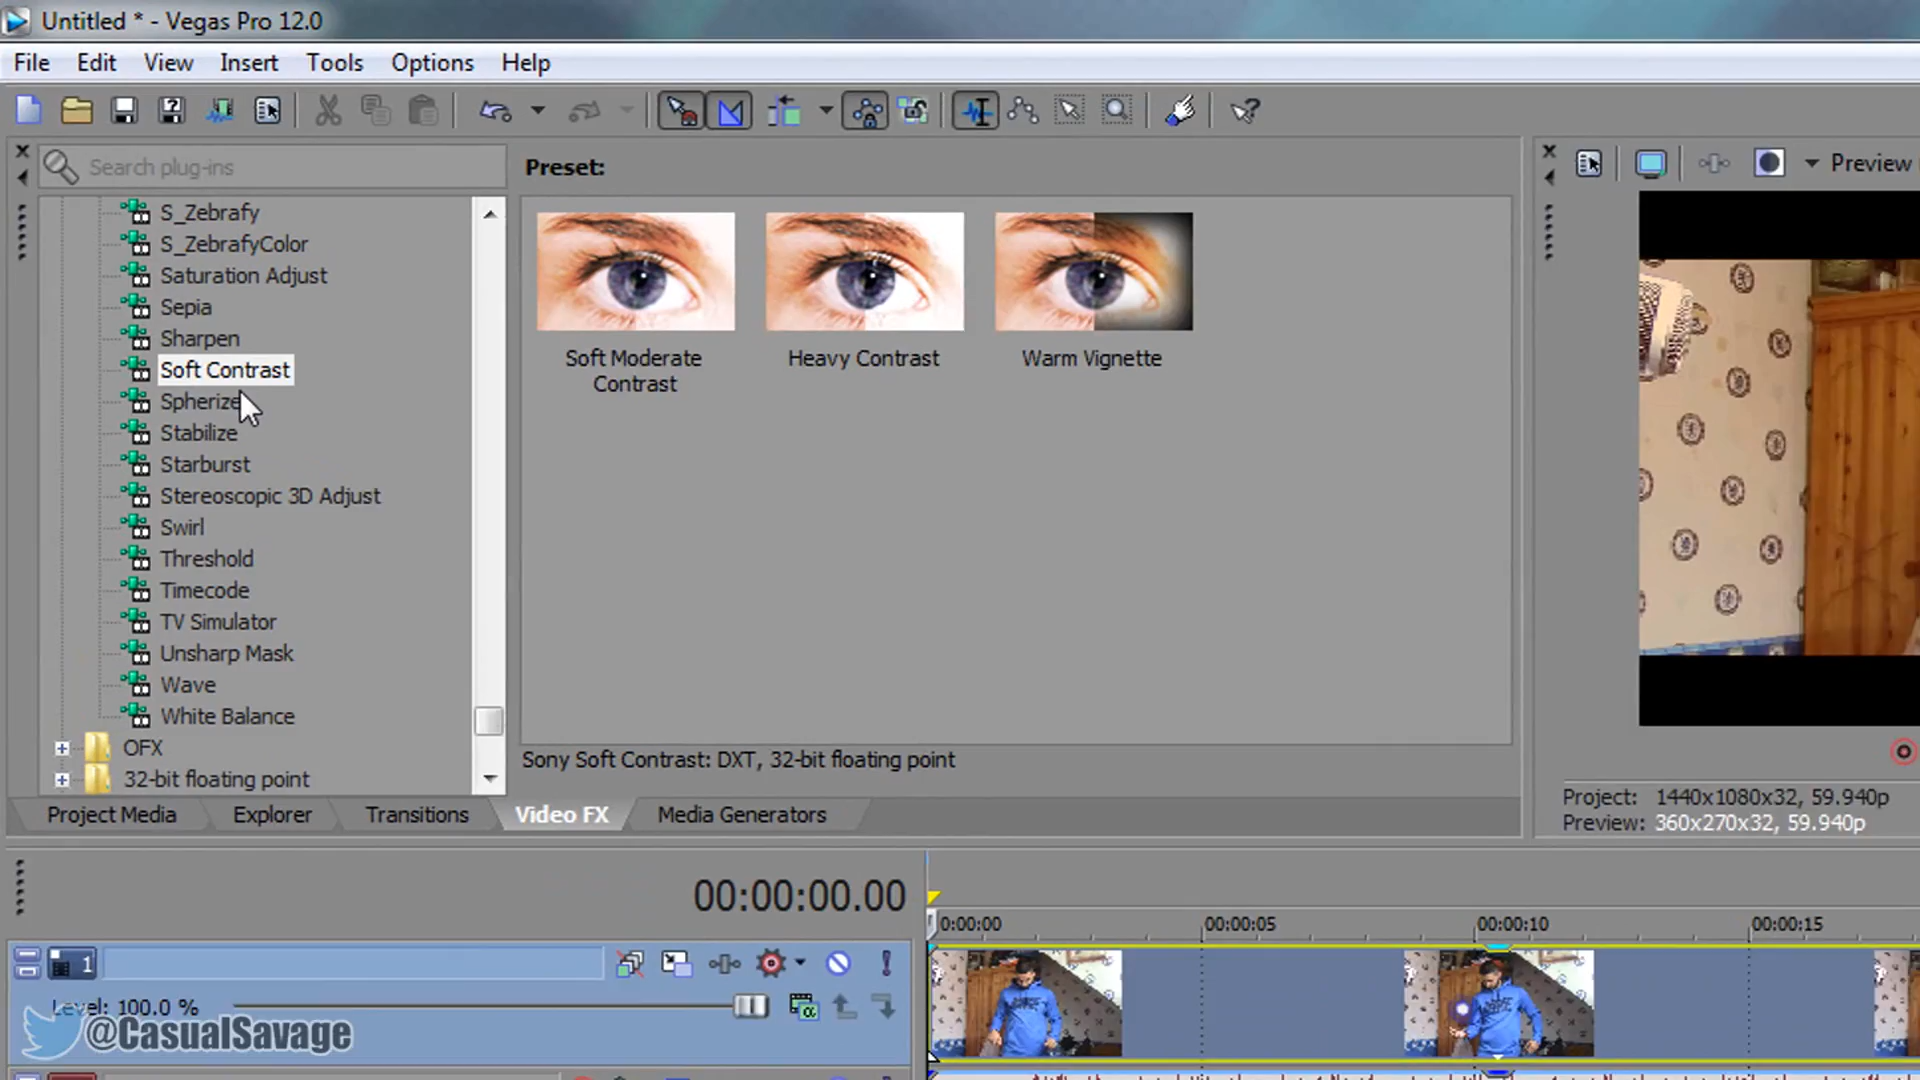 Untitled * - Vegas Pro 12.0
File Edit View Insert Tools Options Help
Search plug-ins
Preset:
Preview
S_Zebrafy
S_ZebrafyColor
Saturation Adjust
Sepia
Sharpen
Soft Contrast
Spherize
Stabilize
Starburst
Stereoscopic 3D Adjust
Swirl
Threshold
Timecode
TV Simulator
Unsharp Mask
Wave
White Balance
OFX
32-bit floating point
Soft Moderate
Contrast
Heavy Contrast
Warm Vignette
Sony Soft Contrast: DXT, 32-bit floating point
Project Media Explorer Transitions Video FX Media Generators
Project: 1440x1080x32, 59.940p
Preview: 360x270x32, 59.940p
00:00:00.00
0:00:00 00:00:05 00:00:10 00:00:15
1
Level: 100.0 %
@CasualSavage